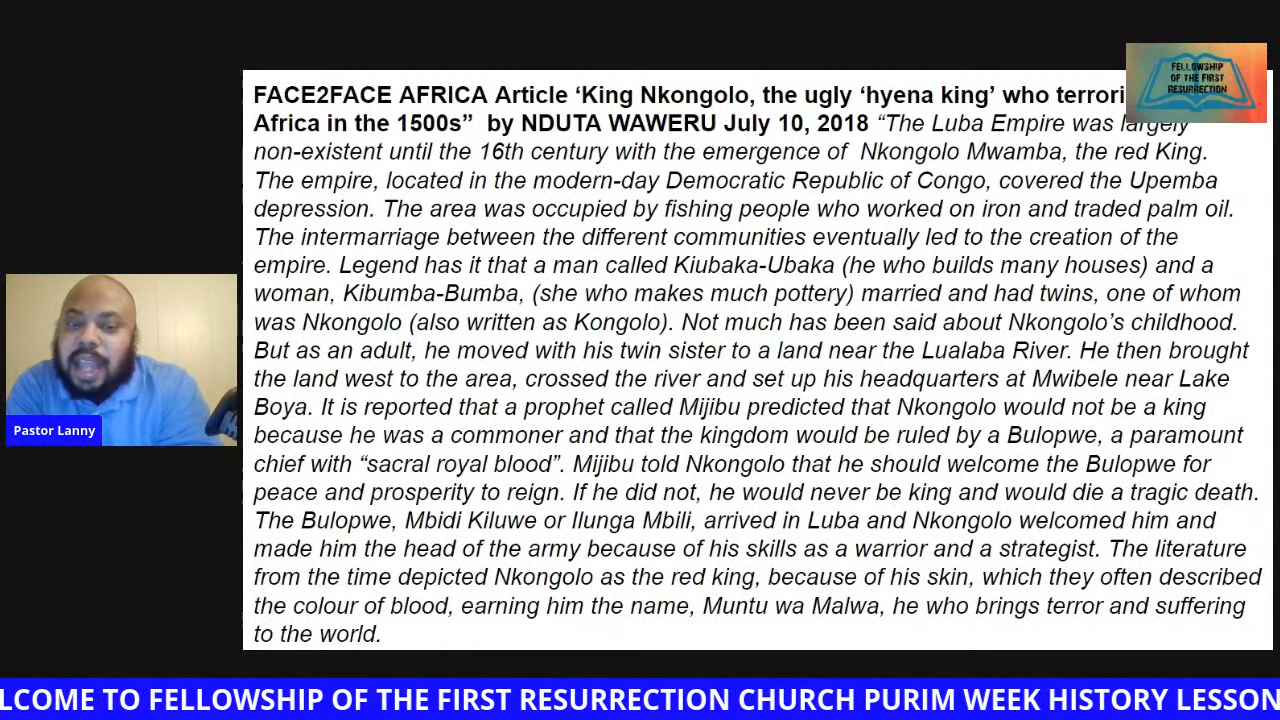 FACE2FACE AFRICA Article ‘King Nkongolo, the ugly ‘hyena king’ who terrori
FELLOWSHIP
OF THE FIRST
RESURRECTION
Africa in the 1500s” by NDUTA WAWERU July 10, 2018 “The Luba Empire was largely
non-existent until the 16th century with the emergence of Nkongolo Mwamba, the red King.
The empire, located in the modern-day Democratic Republic of Congo, covered the Upemba
depression. The area was occupied by fishing people who worked on iron and traded palm oil.
The intermarriage between the different communities eventually led to the creation of the
empire. Legend has it that a man called Kiubaka-Ubaka (he who builds many houses) and a
woman, Kibumba-Bumba, (she who makes much pottery) married and had twins, one of whom
was Nkongolo (also written as Kongolo). Not much has been said about Nkongolo’s childhood.
But as an adult, he moved with his twin sister to a land near the Lualaba River. He then brought
the land west to the area, crossed the river and set up his headquarters at Mwibele near Lake
Boya. It is reported that a prophet called Mijibu predicted that Nkongolo would not be a king
because he was a commoner and that the kingdom would be ruled by a Bulopwe, a paramount
chief with “sacral royal blood”. Mijibu told Nkongolo that he should welcome the Bulopwe for
peace and prosperity to reign. If he did not, he would never be king and would die a tragic death.
The Bulopwe, Mbidi Kiluwe or Ilunga Mbili, arrived in Luba and Nkongolo welcomed him and
made him the head of the army because of his skills as a warrior and a strategist. The literature
from the time depicted Nkongolo as the red king, because of his skin, which they often described
the colour of blood, earning him the name, Muntu wa Malwa, he who brings terror and suffering
to the world.
Pastor Lanny
LCOME TO FELLOWSHIP OF THE FIRST RESURRECTION CHURCH PURIM WEEK HISTORY LESSON